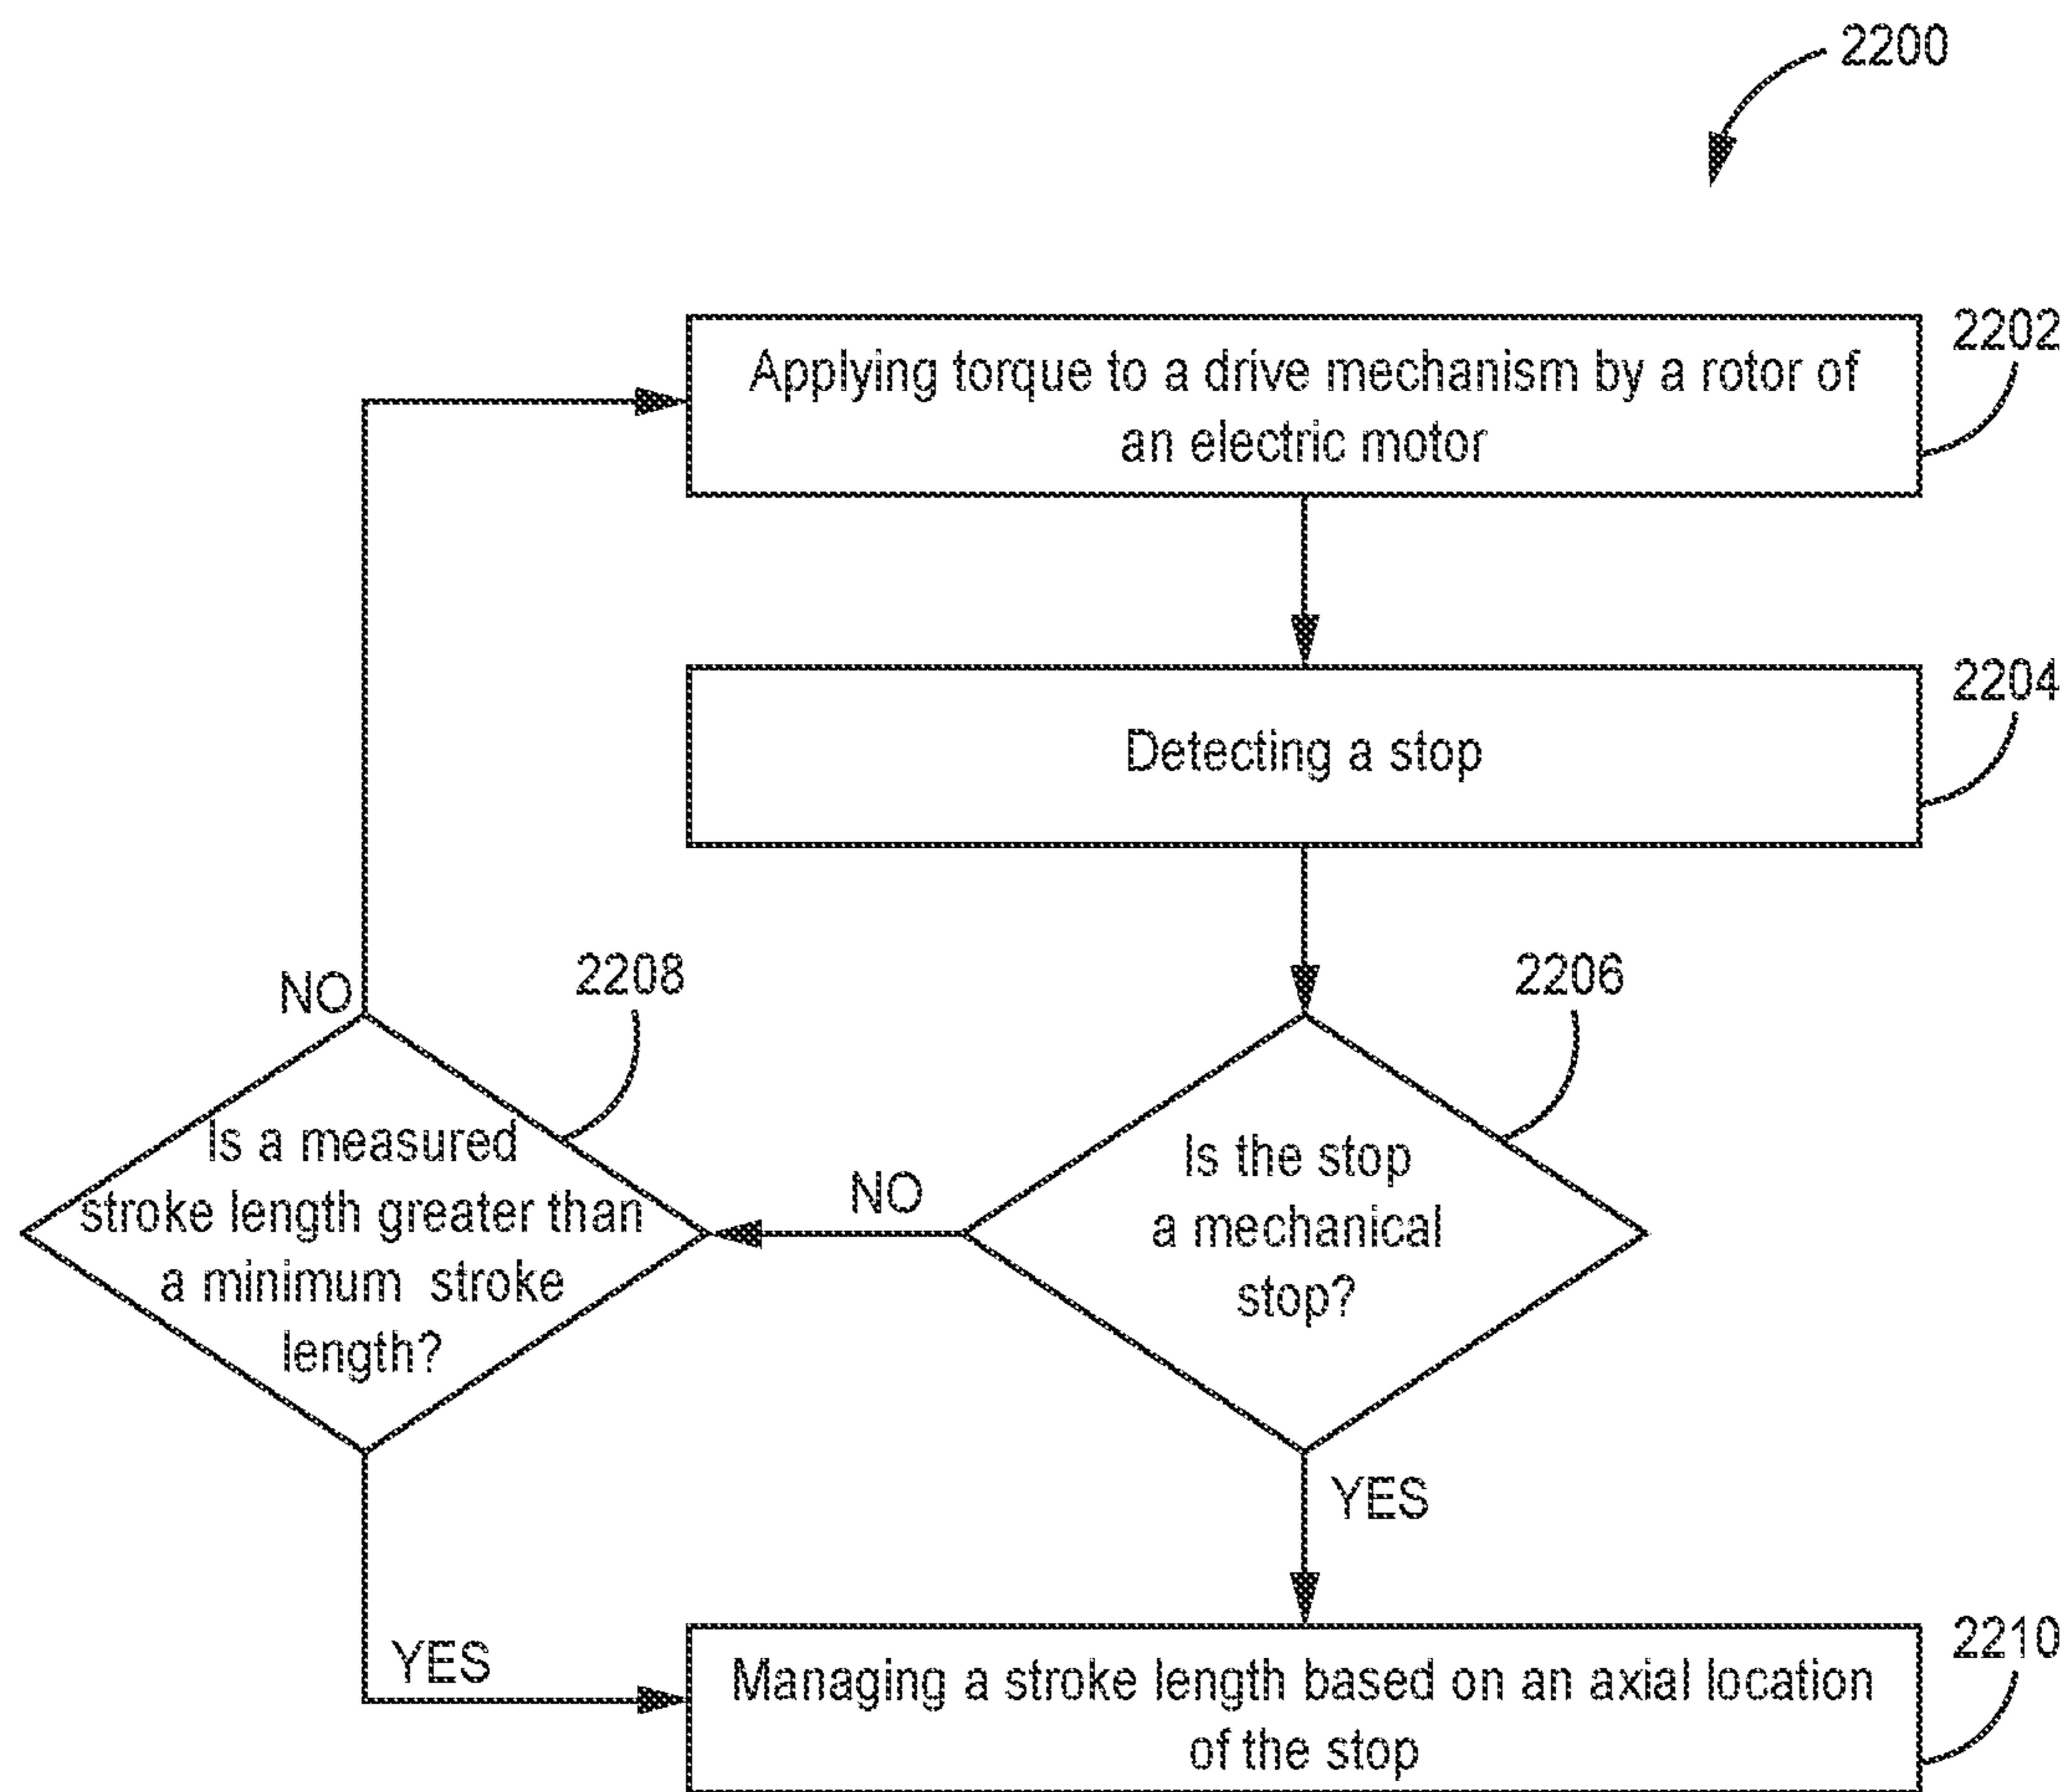 2200
2202
Applying torque to a drive mechanism by a rotor of
an electric motor
2204
Detecting a stop
NO
2208
2206
Is a measured
stroke length greater than
a minimum stroke
length?
NO
Is the stop
a mechanical
stop?
YES
YES
2210
Managing a stroke length based on an axial location
of the stop